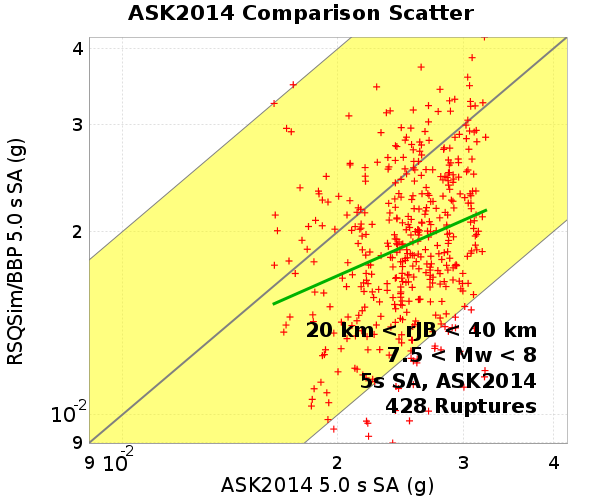 ASK2014 Comparison Scatter
RSQSim/BBP 5.0 s SA (g)
4
3
2
10-2
9
20 km < rJB < 40 km
7.5 < Mw < 8
5s SA, ASK2014
428 Ruptures
9 10-2 2 3 4
ASK2014 5.0 s SA (g)